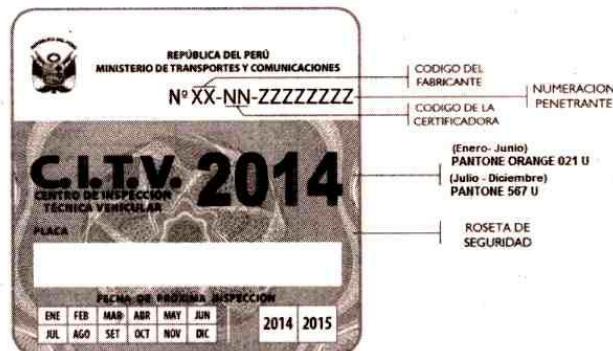 REPÚBLICA DEL PERÚ
MINISTERIO DE TRANSPORTES Y COMUNICACIONES
Nº XX-NN-ZZZZZZZZ
CODIGO DEL
FABRICANTE
NUMERACION
PENETRANTE
CODIGO DE LA
CERTIFICADORA
C.I.T.V. 2014
CENTRO DE INSPECCIÓN
TÉCNICA VEHICULAR
(Enero- Junio)
PANTONE ORANGE 021 U
(Julio - Diciembre)
PANTONE 567 U
PLACA
ROSETA DE
SEGURIDAD
FECHA DE PRÓXIMA INSPECCIÓN
ENE FEB MAR ABR MAY JUN
JUL AGO SET OCT NOV DIC
2014 2015